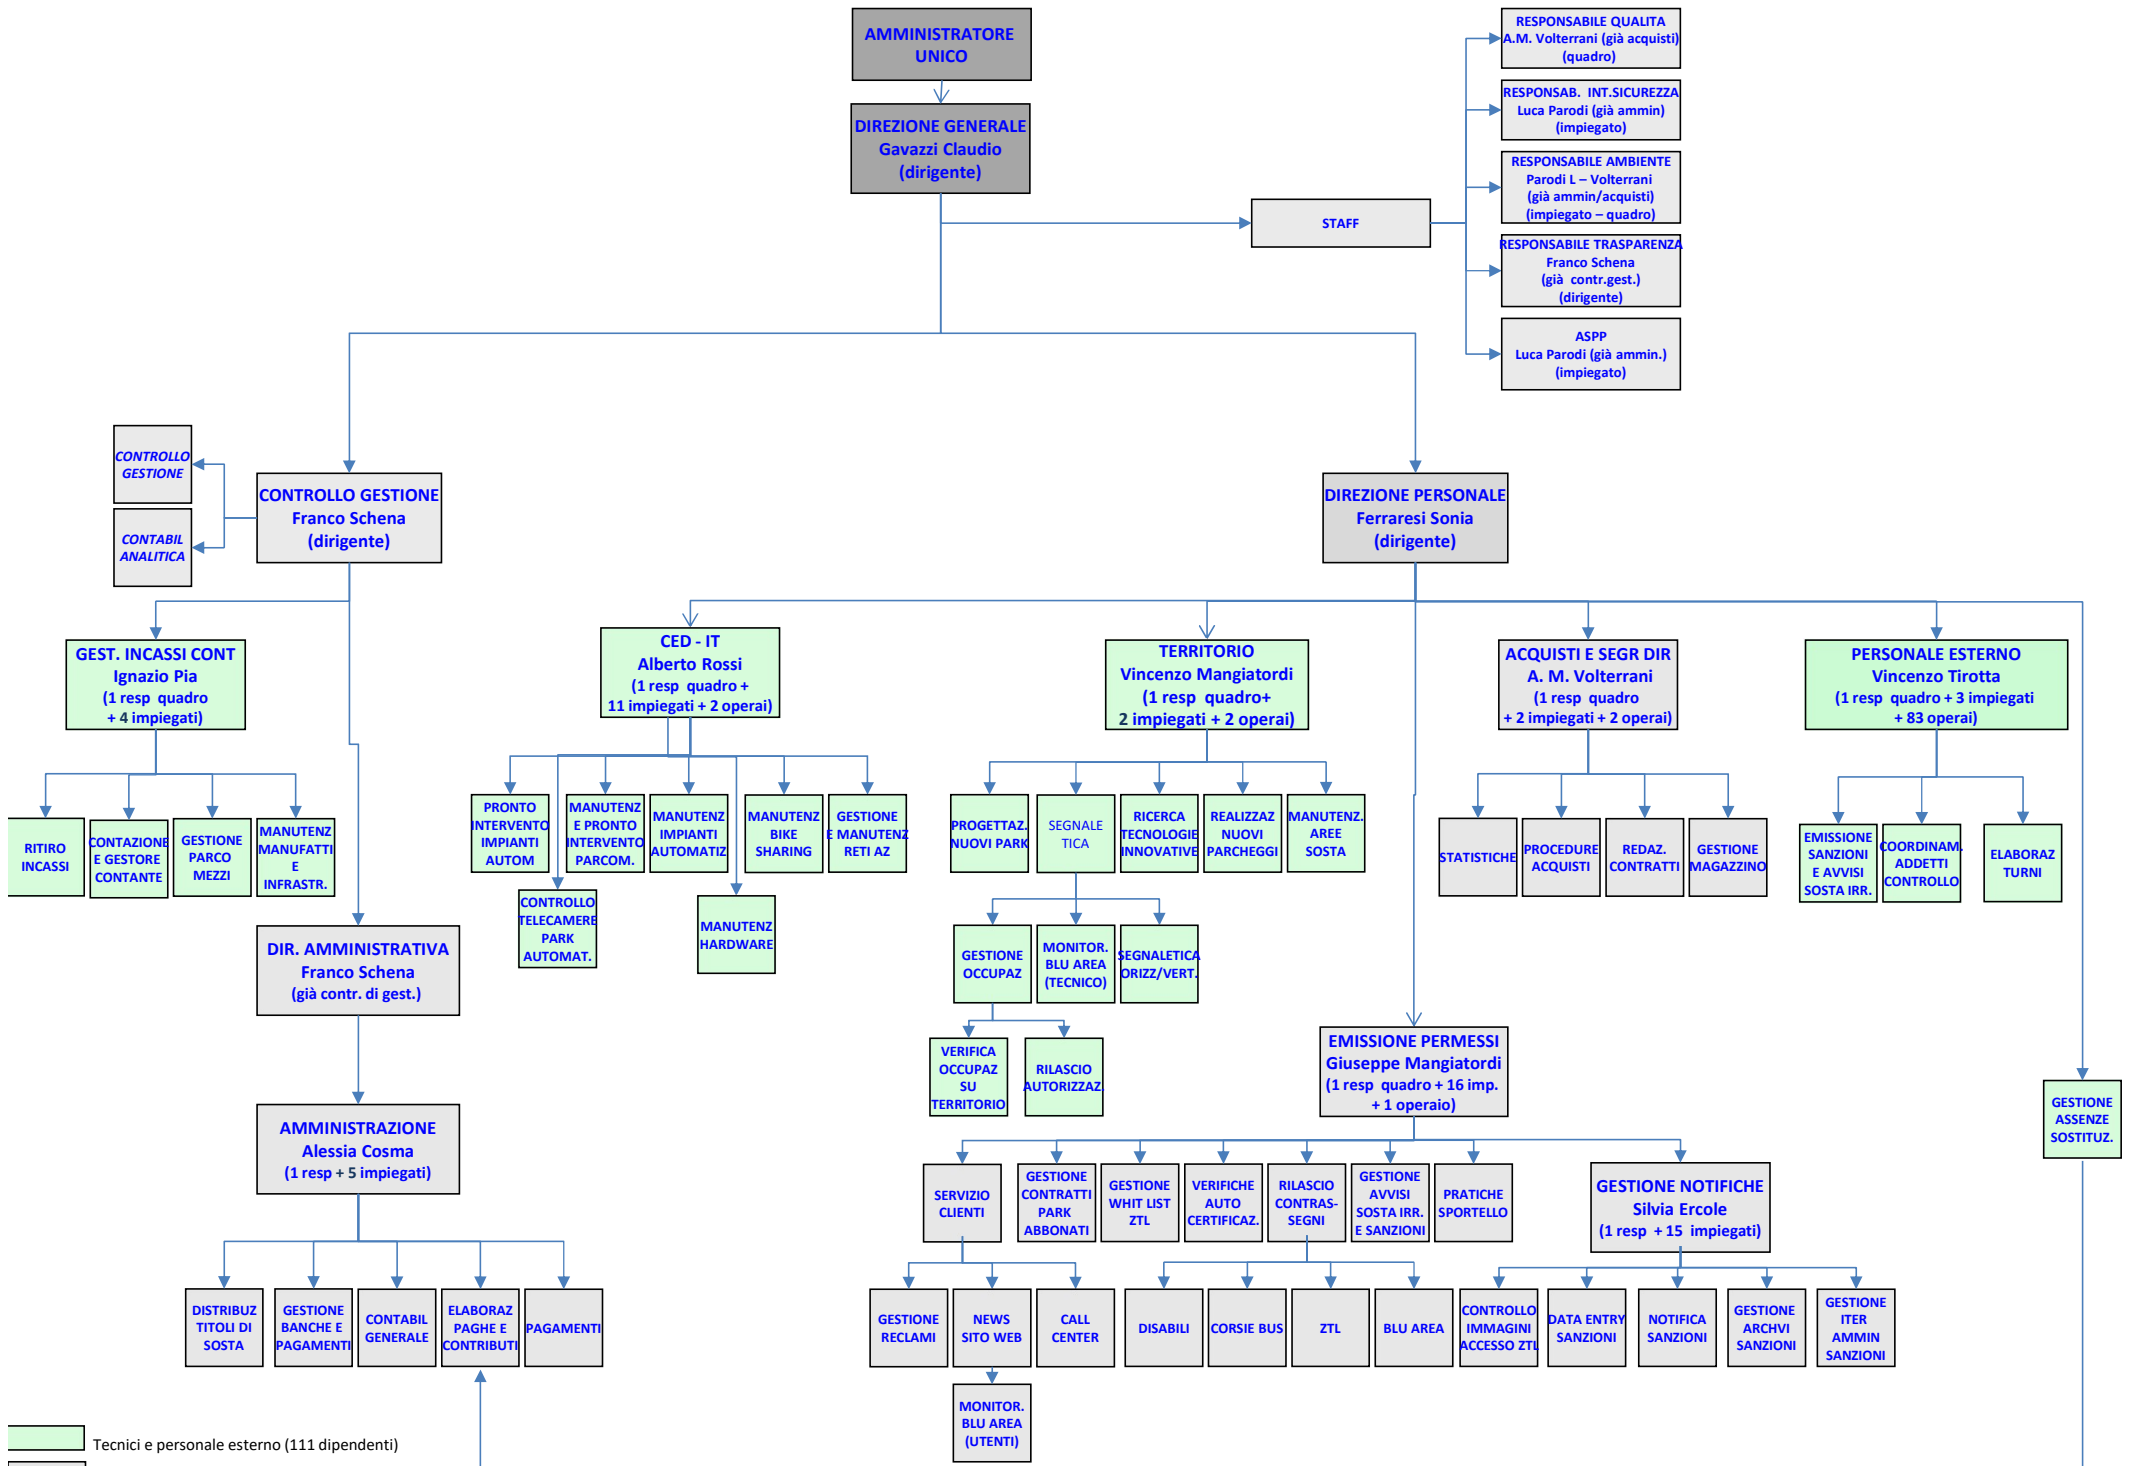 AMMINISTRATORE
UNICO
DIREZIONE GENERALE
Gavazzi Claudio
(dirigente)
STAFF
RESPONSABILE QUALITA
A.M. Volterrani (già acquisti)
(quadro)
RESPONSAB. INT.SICUREZZA
Luca Parodi (già ammin)
(impiegato)
RESPONSABILE AMBIENTE
Parodi L – Volterrani
(già ammin/acquisti)
(impiegato – quadro)
RESPONSABILE TRASPARENZA
Franco Schena
(già contr.gest.)
(dirigente)
ASPP
Luca Parodi (già ammin.)
(impiegato)
CONTROLLO
GESTIONE
CONTABIL
ANALITICA
CONTROLLO GESTIONE
Franco Schena
(dirigente)
DIREZIONE PERSONALE
Ferraresi Sonia
(dirigente)
GEST. INCASSI CONT
Ignazio Pia
(1 resp quadro
+ 4 impiegati)
CED - IT
Alberto Rossi
(1 resp quadro +
11 impiegati + 2 operai)
TERRITORIO
Vincenzo Mangiatordi
(1 resp quadro+
2 impiegati + 2 operai)
ACQUISTI E SEGR DIR
A. M. Volterrani
(1 resp quadro
+ 2 impiegati + 2 operai)
PERSONALE ESTERNO
Vincenzo Tirotta
(1 resp quadro + 3 impiegati
+ 83 operai)
RITIRO
INCASSI
CONTAZIONE
E GESTORE
CONTANTE
GESTIONE
PARCO
MEZZI
MANUTENZ
MANUFATTI
E
INFRASTR.
PRONTO
INTERVENTO
IMPIANTI
AUTOM
MANUTENZ
E PRONTO
INTERVENTO
PARCOM.
MANUTENZ
IMPIANTI
AUTOMATIZ
MANUTENZ
BIKE
SHARING
GESTIONE
E MANUTENZ
RETI AZ
CONTROLLO
TELECAMERE
PARK
AUTOMAT.
MANUTENZ
HARDWARE
PROGETTAZ.
NUOVI PARK
SEGNALE
TICA
RICERCA
TECNOLOGIE
INNOVATIVE
REALIZZAZ
NUOVI
PARCHEGGI
MANUTENZ.
AREE
SOSTA
STATISTICHE
PROCEDURE
ACQUISTI
REDAZ.
CONTRATTI
GESTIONE
MAGAZZINO
EMISSIONE
SANZIONI
E AVVISI
SOSTA IRR.
COORDINAM.
ADDETTI
CONTROLLO
ELABORAZ
TURNI
GESTIONE
OCCUPAZ
MONITOR.
BLU AREA
(TECNICO)
SEGNALETICA
ORIZZ/VERT.
VERIFICA
OCCUPAZ
SU
TERRITORIO
RILASCIO
AUTORIZZAZ.
DIR. AMMINISTRATIVA
Franco Schena
(già contr. di gest.)
EMISSIONE PERMESSI
Giuseppe Mangiatordi
(1 resp quadro + 16 imp.
+ 1 operaio)
GESTIONE
ASSENZE
SOSTITUZ.
AMMINISTRAZIONE
Alessia Cosma
(1 resp + 5 impiegati)
SERVIZIO
CLIENTI
GESTIONE
CONTRATTI
PARK
ABBONATI
GESTIONE
WHIT LIST
ZTL
VERIFICHE
AUTO
CERTIFICAZ.
RILASCIO
CONTRAS-
SEGNI
GESTIONE
AVVISI
SOSTA IRR.
E SANZIONI
PRATICHE
SPORTELLO
GESTIONE NOTIFICHE
Silvia Ercole
(1 resp + 15 impiegati)
DISTRIBUZ
TITOLI DI
SOSTA
GESTIONE
BANCHE E
PAGAMENTI
CONTABIL
GENERALE
ELABORAZ
PAGHE E
CONTRIBUTI
PAGAMENTI
GESTIONE
RECLAMI
NEWS
SITO WEB
CALL
CENTER
DISABILI
CORSIE BUS
ZTL
BLU AREA
CONTROLLO
IMMAGINI
ACCESSO ZTL
DATA ENTRY
SANZIONI
NOTIFICA
SANZIONI
GESTIONE
ARCHVI
SANZIONI
GESTIONE
ITER
AMMIN
SANZIONI
MONITOR.
BLU AREA
(UTENTI)
Tecnici e personale esterno (111 dipendenti)